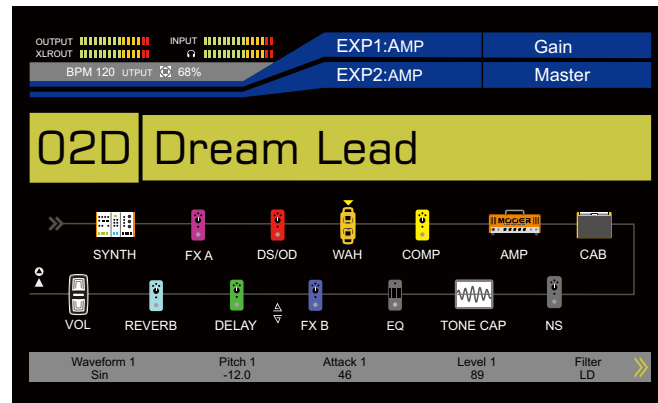 OUTPUT INPUT EXP1:AMP Gain
XLROUT
BPM 120 UTPUT 68% EXP2:AMP Master
02D Dream Lead
MOOER
SYNTH FX A DS/OD WAH COMP AMP CAB
VOL REVERB DELAY FX B EQ TONE CAP NS
Waveform 1 Pitch 1 Attack 1 Level 1 Filter
Sin -12.0 46 89 LD